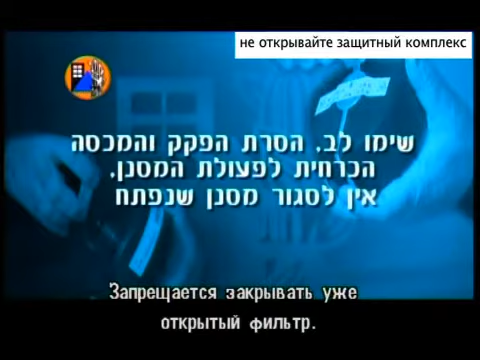 не открывайте защитный комплекс
שימו לב, הסרת הפקק והמכסה
הכרחית לפעולת המסנן,
אין לסגור מסנן שנפתח
Запрещается закрывать уже
открытый фильтр.